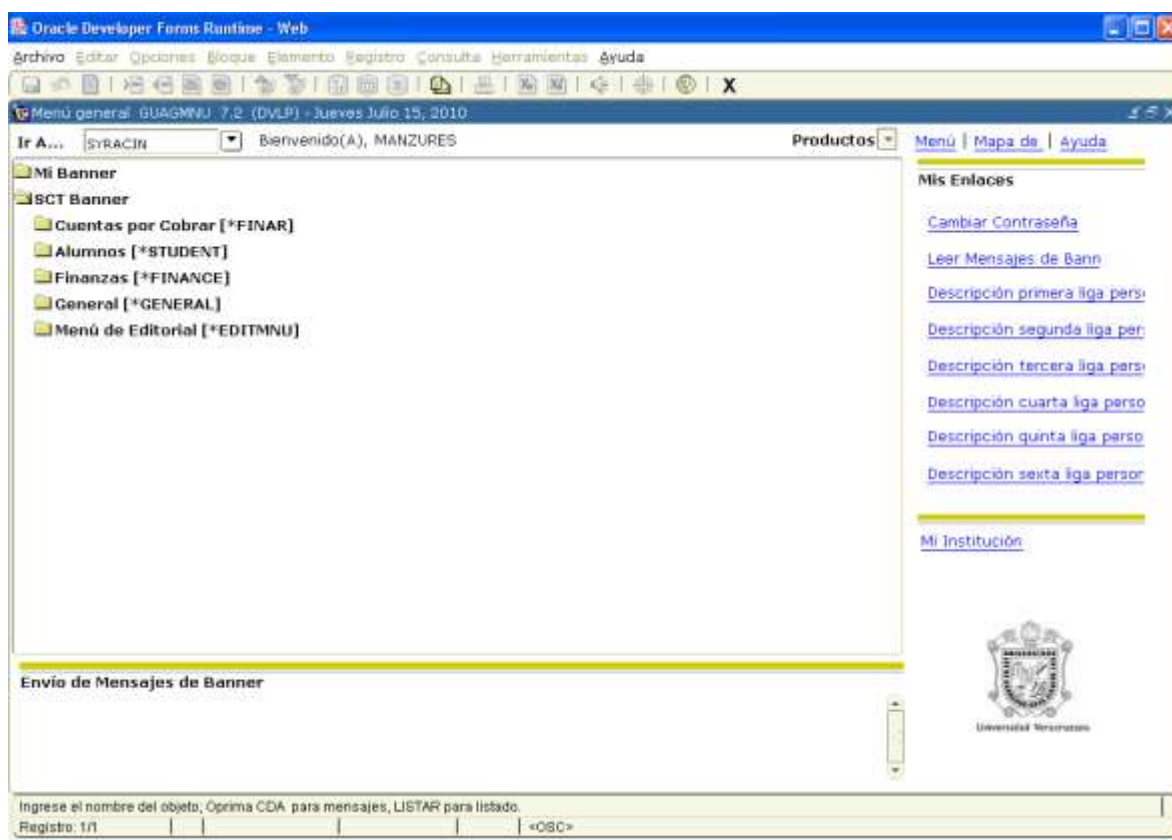 Oracle Developer Forms Runtime - Web
Archivo Editar Opciones Bloque Elemento Registro Consulta Herramientas Ayuda
X
Menú general GUAGMNU 7.2 (DVLP) - Jueves Julio 15, 2010
Ir A... SYRACIN Bienvenido(A), MANZURES Productos Menú | Mapa de | Ayuda
Mi Banner
SCT Banner
Cuentas por Cobrar [*FINAR]
Alumnos [*STUDENT]
Finanzas [*FINANCE]
General [*GENERAL]
Menú de Editorial [*EDITMNU]
Mis Enlaces
Cambiar Contraseña
Leer Mensajes de Bann
Descripción primera liga pers
Descripción segunda liga per
Descripción tercera liga pers
Descripción cuarta liga perso
Descripción quinta liga perso
Descripción sexta liga person
Mi Institución
Universidad Veracruzana
Envío de Mensajes de Banner
Ingrese el nombre del objeto; Oprima CDA para mensajes, LISTAR para listado.
Registro: 1/1 <OSC>